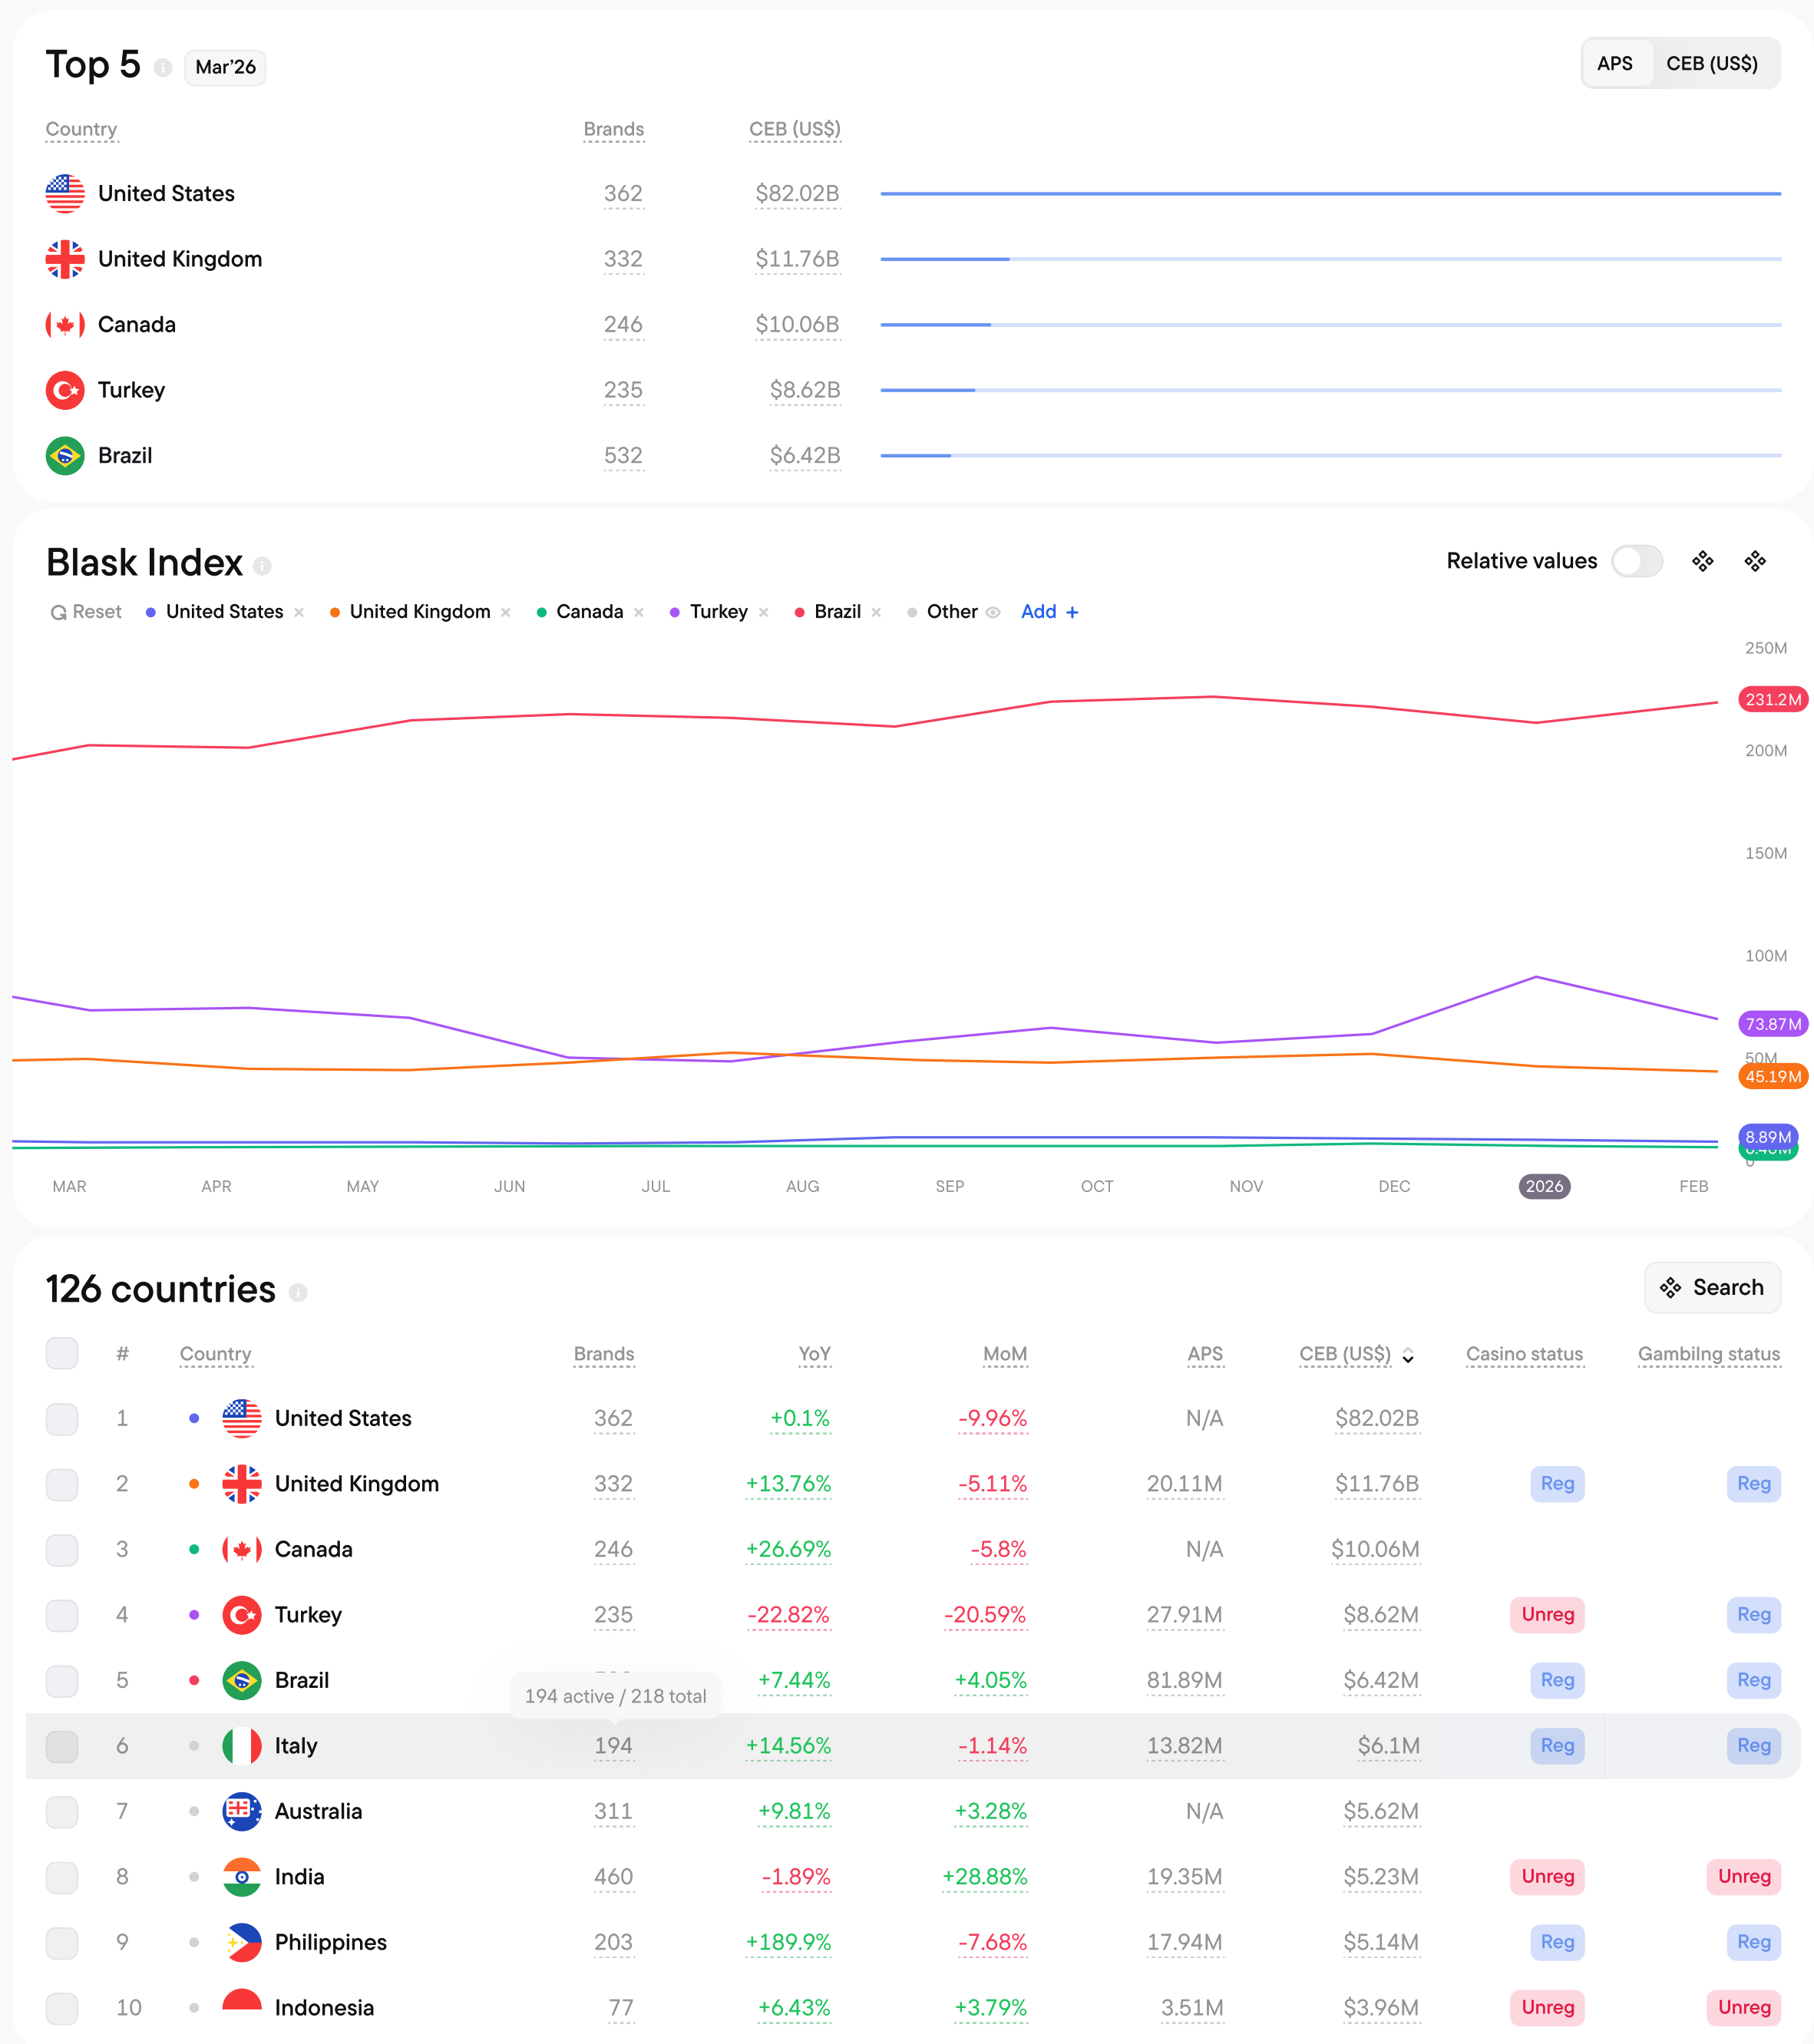 Top 5 Mar'26 APS CEB (US$)
Country Brands CEB (US$)
United States 362 $82.02B
United Kingdom 332 $11.76B
Canada 246 $10.06B
Turkey 235 $8.62B
Brazil 532 $6.42B
Blask Index Relative values
Reset United States United Kingdom Canada Turkey Brazil Other Add +
250M
231.2M
200M
150M
100M
73.87M
50M
45.19M
8.89M
0
MAR APR MAY JUN JUL AUG SEP OCT NOV DEC 2026 FEB
126 countries Search
# Country Brands YoY MoM APS CEB (US$) Casino status Gambilng status
1 United States 362 +0.1% -9.96% N/A $82.02B
2 United Kingdom 332 +13.76% -5.11% 20.11M $11.76B Reg Reg
3 Canada 246 +26.69% -5.8% N/A $10.06M
4 Turkey 235 -22.82% -20.59% 27.91M $8.62M Unreg Reg
5 Brazil +7.44% +4.05% 81.89M $6.42M Reg Reg
194 active / 218 total
6 Italy 194 +14.56% -1.14% 13.82M $6.1M Reg Reg
7 Australia 311 +9.81% +3.28% N/A $5.62M
8 India 460 -1.89% +28.88% 19.35M $5.23M Unreg Unreg
9 Philippines 203 +189.9% -7.68% 17.94M $5.14M Reg Reg
10 Indonesia 77 +6.43% +3.79% 3.51M $3.96M Unreg Unreg